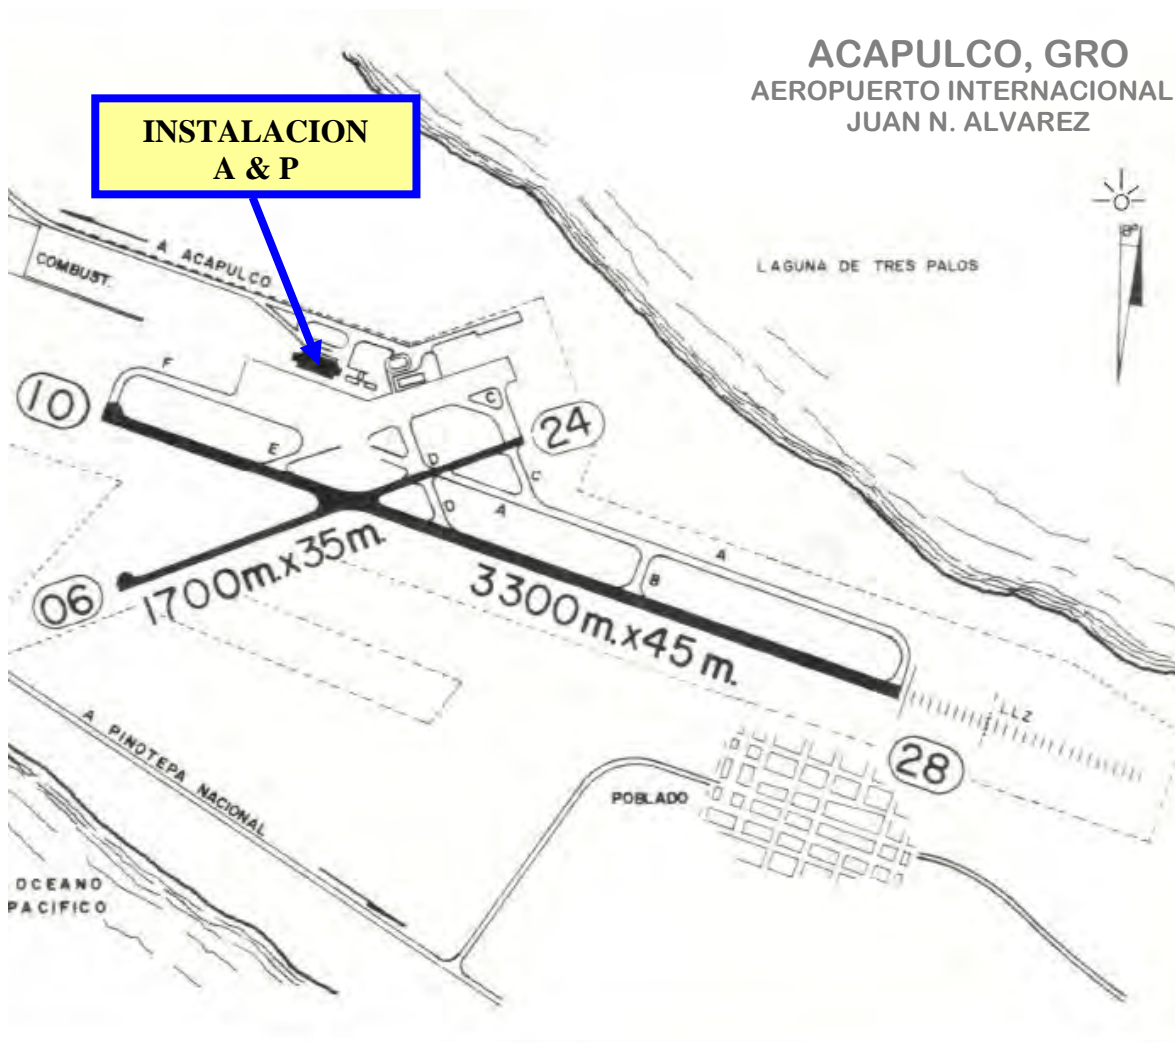 ACAPULCO, GRO
AEROPUERTO INTERNACIONAL
JUAN N. ALVAREZ
INSTALACION
A & P
8º
A ACAPULCO
COMBUST.
LAGUNA DE TRES PALOS
F
10
C
24
E
D
C
D
A
A
B
06
1700m.x35m.
3300m.x45m.
LLZ
28
A PINOTEPA NACIONAL
POBLADO
OCEANO
PACIFICO